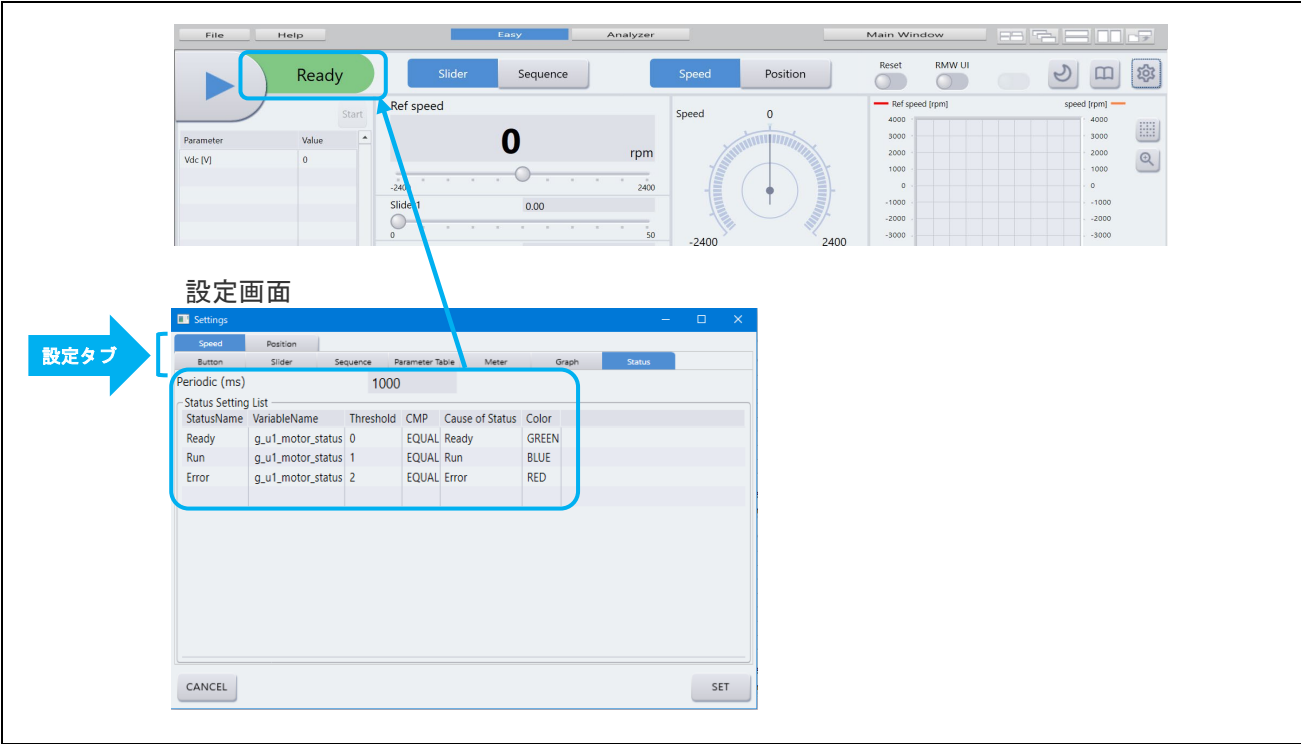 File Help Easy Analyzer Main Window
Ready Slider Sequence Speed Position Reset RMW UI
Start
Parameter Value
Vdc [V] 0
Ref speed
0 rpm
-2400 2400
Slider1 0.00
0 50
Speed 0
-2400 2400
Ref speed [rpm] speed [rpm]
4000 4000
3000 3000
2000 2000
1000 1000
0 0
-1000 -1000
-2000 -2000
-3000 -3000
設定画面
設定タブ
Settings
Speed Position
Button Slider Sequence Parameter Table Meter Graph Status
Periodic (ms) 1000
Status Setting List
StatusName VariableName Threshold CMP Cause of Status Color
Ready g_u1_motor_status 0 EQUAL Ready GREEN
Run g_u1_motor_status 1 EQUAL Run BLUE
Error g_u1_motor_status 2 EQUAL Error RED
CANCEL SET